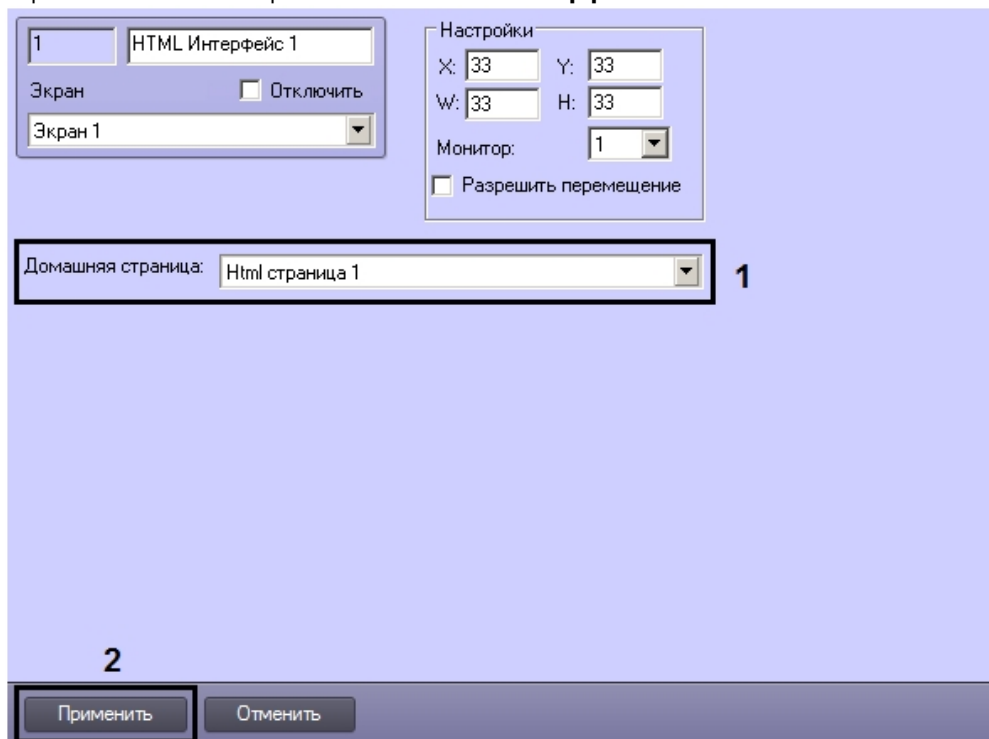 1
HTML Интерфейс 1
Экран
Отключить
Экран 1
Настройки
X: 33 Y: 33
W: 33 H: 33
Монитор: 1
Разрешить перемещение
Домашняя страница: Html страница 1
1
2
Применить
Отменить